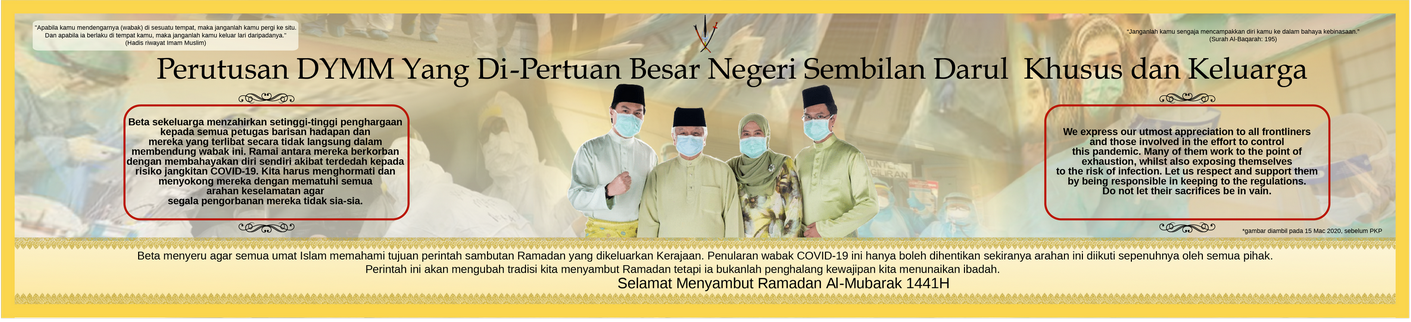 "Apabila kamu mendengarnya (wabak) di sesuatu tempat, maka janganlah kamu pergi ke situ.
Dan apabila ia berlaku di tempat kamu, maka janganlah kamu keluar lari daripadanya."
(Hadis riwayat Imam Muslim)
"Janganlah kamu sengaja mencampakkan diri kamu ke dalam bahaya kebinasaan."
(Surah Al-Baqarah: 195)
Perutusan DYMM Yang Di-Pertuan Besar Negeri Sembilan Darul Khusus dan Keluarga
Beta sekeluarga menzahirkan setinggi-tinggi penghargaan
kepada semua petugas barisan hadapan dan
mereka yang terlibat secara tidak langsung dalam
membendung wabak ini. Ramai antara mereka berkorban
dengan membahayakan diri sendiri akibat terdedah kepada
risiko jangkitan COVID-19. Kita harus menghormati dan
menyokong mereka dengan mematuhi semua
arahan keselamatan agar
segala pengorbanan mereka tidak sia-sia.
We express our utmost appreciation to all frontliners
and those involved in the effort to control
this pandemic. Many of them work to the point of
exhaustion, whilst also exposing themselves
to the risk of infection. Let us respect and support them
by being responsible in keeping to the regulations.
Do not let their sacrifices be in vain.
*gambar diambil pada 15 Mac 2020, sebelum PKP
Beta menyeru agar semua umat Islam memahami tujuan perintah sambutan Ramadan yang dikeluarkan Kerajaan. Penularan wabak COVID-19 ini hanya boleh dihentikan sekiranya arahan ini diikuti sepenuhnya oleh semua pihak.
Perintah ini akan mengubah tradisi kita menyambut Ramadan tetapi ia bukanlah penghalang kewajipan kita menunaikan ibadah.
Selamat Menyambut Ramadan Al-Mubarak 1441H